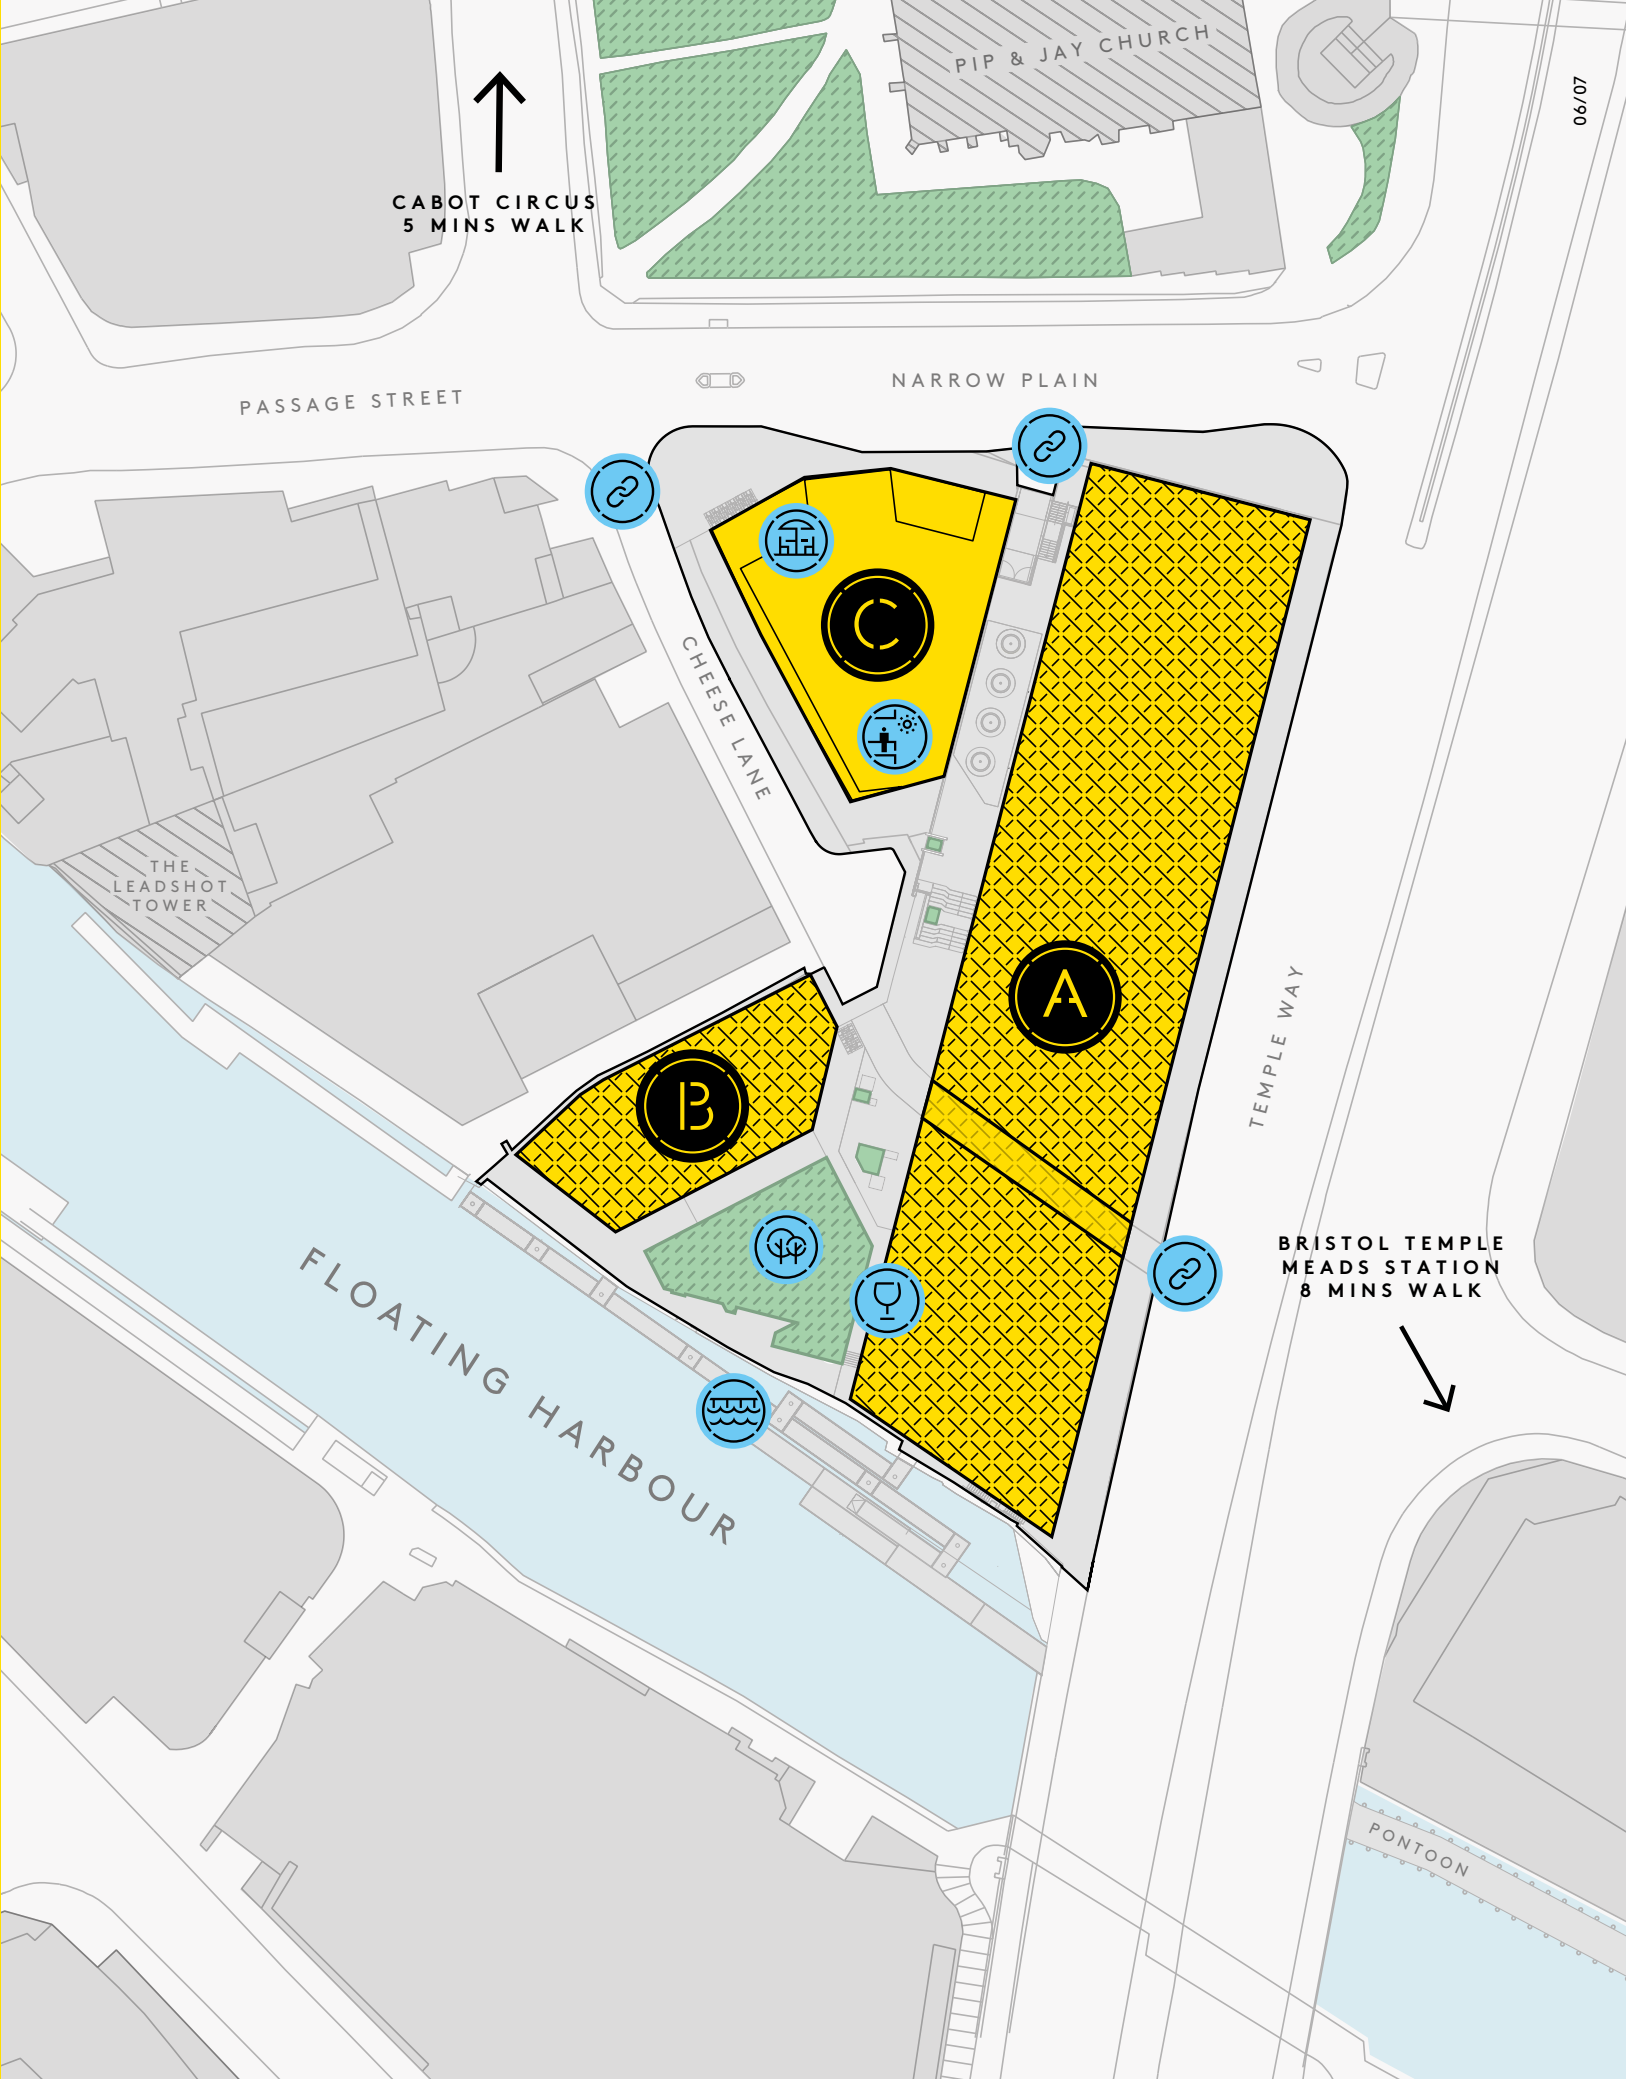 PIP & JAY CHURCH
06/07
CABOT CIRCUS
5 MINS WALK
NARROW PLAIN
PASSAGE STREET
C
CHEESE LANE
THE
LEADSHOT
TOWER
A
TEMPLE WAY
B
BRISTOL TEMPLE
MEADS STATION
8 MINS WALK
FLOATING HARBOUR
PONTOON